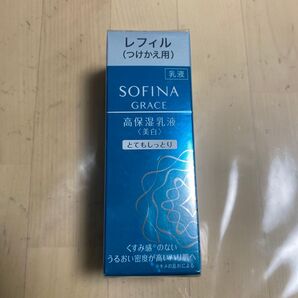 レフィル
(つけかえ用)
乳液
SOFINA
GRACE
高保湿乳液
〈美白〉
とてもしっとり
くすみ感*のない
うるおい密度が高いハリ肌へ